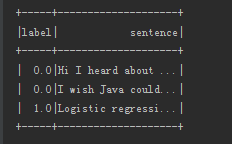 +-----+--------------------+
|label|            sentence|
+-----+--------------------+
|  0.0|Hi I heard about ...|
|  0.0|I wish Java could...|
|  1.0|Logistic regressi...|
+-----+--------------------+